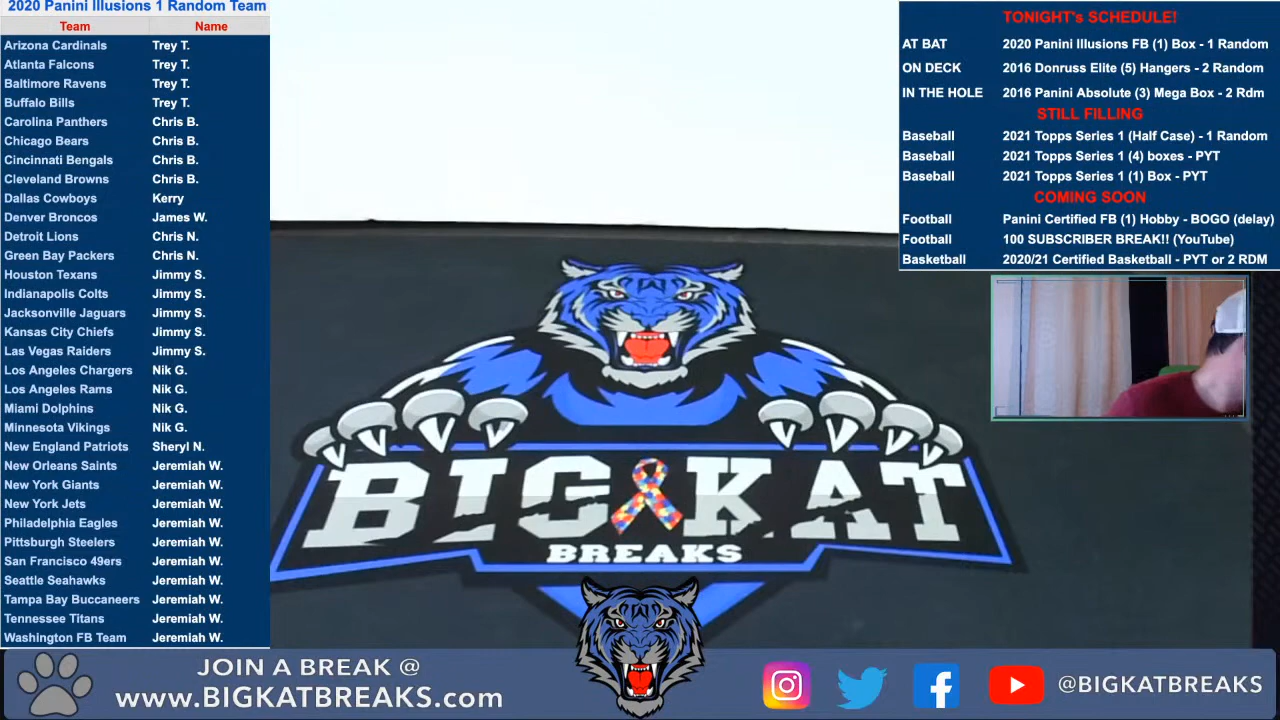 2020 Panini Illusions 1 Random Team
Team Name
Arizona Cardinals Trey T.
Atlanta Falcons Trey T.
Baltimore Ravens Trey T.
Buffalo Bills Trey T.
Carolina Panthers Chris B.
Chicago Bears Chris B.
Cincinnati Bengals Chris B.
Cleveland Browns Chris B.
Dallas Cowboys Kerry
Denver Broncos James W.
Detroit Lions Chris N.
Green Bay Packers Chris N.
Houston Texans Jimmy S.
Indianapolis Colts Jimmy S.
Jacksonville Jaguars Jimmy S.
Kansas City Chiefs Jimmy S.
Las Vegas Raiders Jimmy S.
Los Angeles Chargers Nik G.
Los Angeles Rams Nik G.
Miami Dolphins Nik G.
Minnesota Vikings Nik G.
New England Patriots Sheryl N.
New Orleans Saints Jeremiah W.
New York Giants Jeremiah W.
New York Jets Jeremiah W.
Philadelphia Eagles Jeremiah W.
Pittsburgh Steelers Jeremiah W.
San Francisco 49ers Jeremiah W.
Seattle Seahawks Jeremiah W.
Tampa Bay Buccaneers Jeremiah W.
Tennessee Titans Jeremiah W.
Washington FB Team Jeremiah W.
TONIGHT's SCHEDULE!
AT BAT 2020 Panini Illusions FB (1) Box - 1 Random
ON DECK 2016 Donruss Elite (5) Hangers - 2 Random
IN THE HOLE 2016 Panini Absolute (3) Mega Box - 2 Rdm
STILL FILLING
Baseball 2021 Topps Series 1 (Half Case) - 1 Random
Baseball 2021 Topps Series 1 (4) boxes - PYT
Baseball 2021 Topps Series 1 (1) Box - PYT
COMING SOON
Football Panini Certified FB (1) Hobby - BOGO (delay)
Football 100 SUBSCRIBER BREAK!! (YouTube)
Basketball 2020/21 Certified Basketball - PYT or 2 RDM
BIG KAT
BREAKS
JOIN A BREAK @
www.BIGKATBREAKS.com
@BIGKATBREAKS